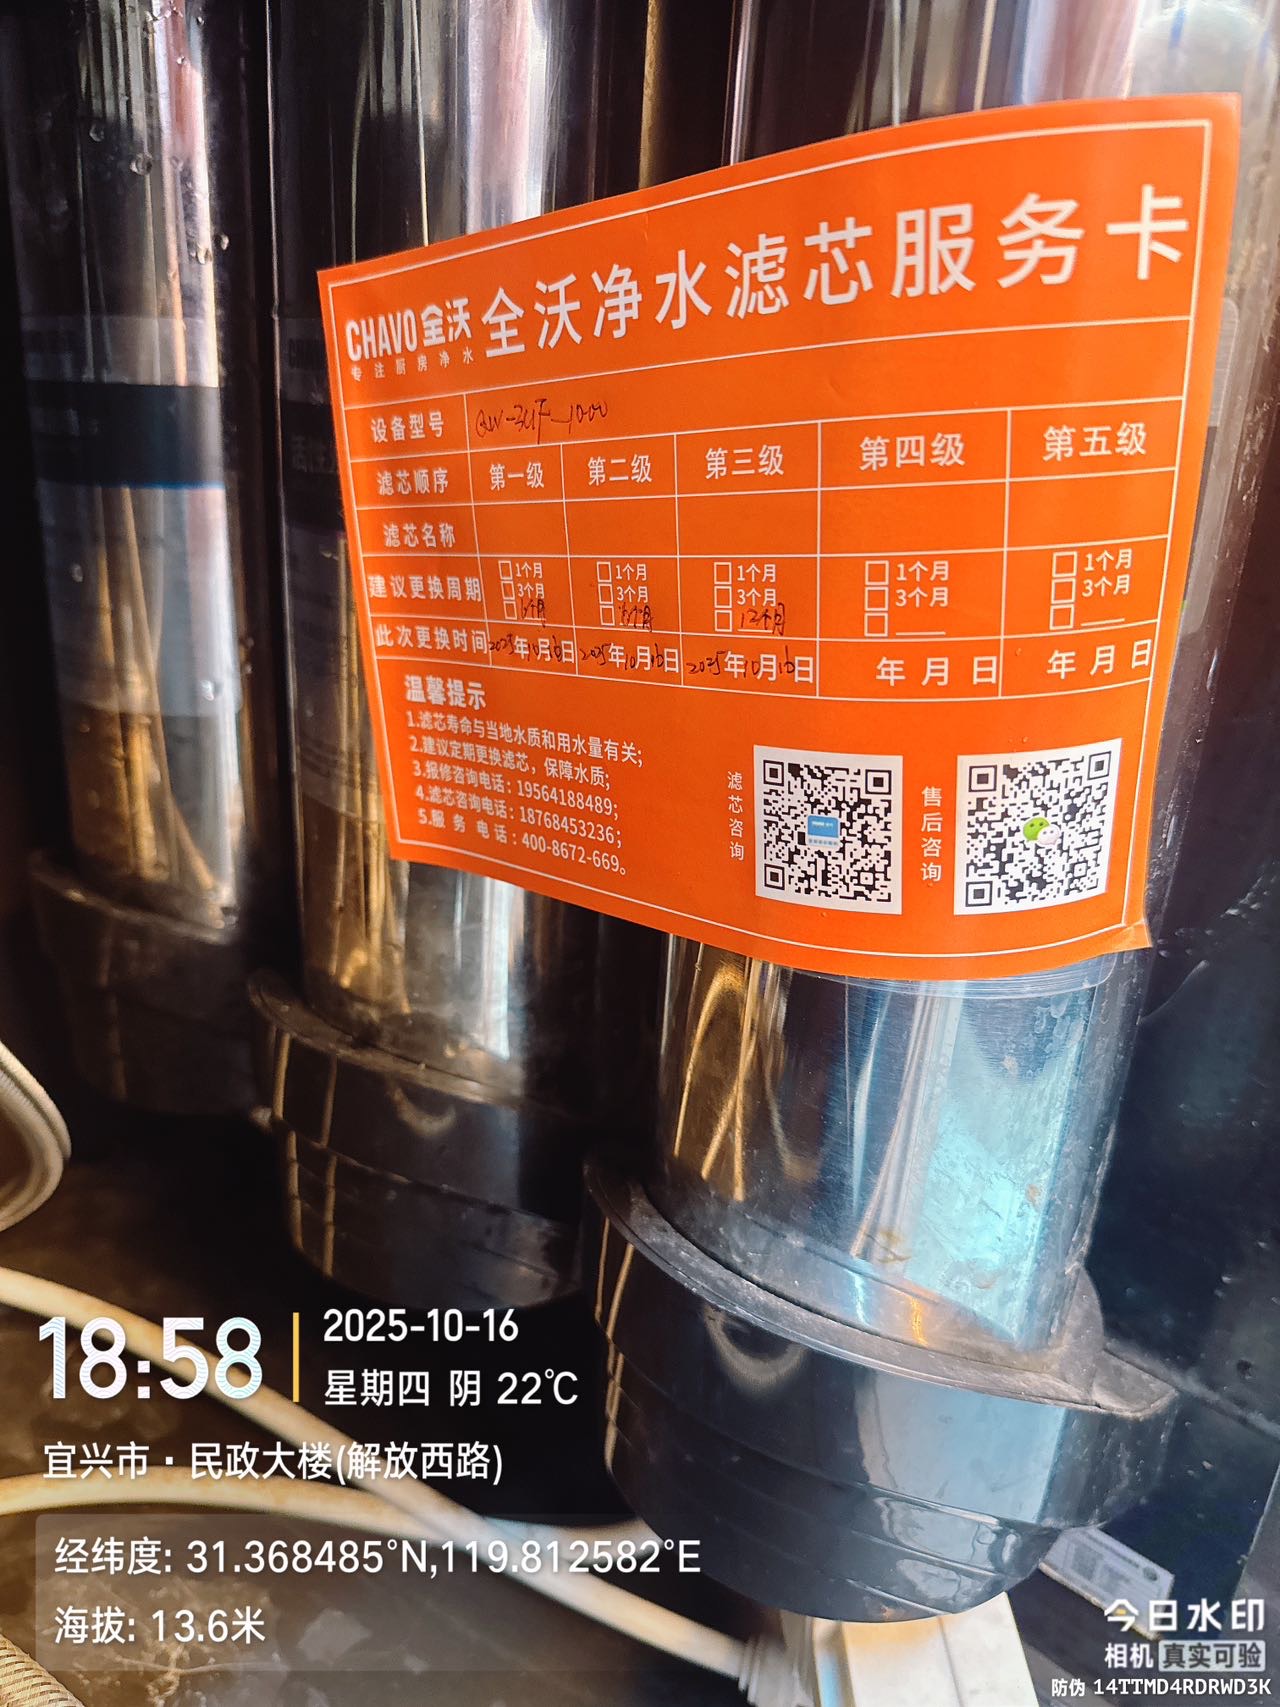 CHAVO 全沃
专注厨房净水
全沃净水滤芯服务卡
设备型号 QW-3UF-1000
滤芯顺序 第一级 第二级 第三级 第四级 第五级
滤芯名称
建议更换周期 1个月 1个月 1个月 1个月 1个月
3个月 3个月 3个月 3个月 3个月
12个月
此次更换时间 2025年10月16日 2025年10月16日 2025年10月16日 年 月 日 年 月 日
温馨提示
1.滤芯寿命与当地水质和用水量有关;
2.建议定期更换滤芯，保障水质;
3.报修咨询电话: 19564188489;
4.滤芯咨询电话: 18768453236;
5.服务电话: 400-8672-669。
滤芯咨询
售后咨询
18:58
2025-10-16
星期四 阴 22℃
宜兴市·民政大楼(解放西路)
经纬度: 31.368485°N,119.812582°E
海拔: 13.6米
今日水印
相机 真实可验
防伪 14TTMD4RDRWD3K